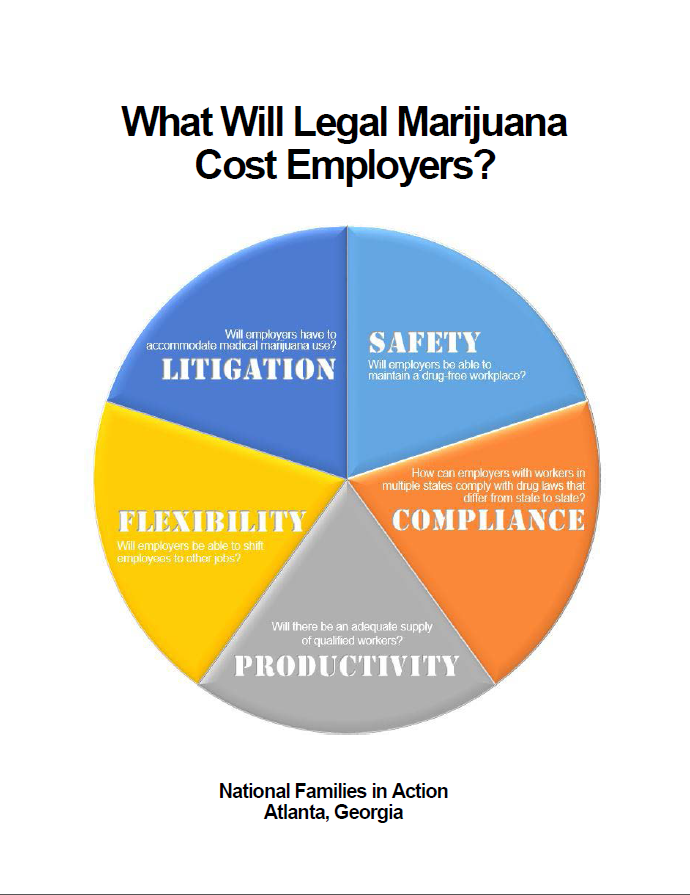 What Will Legal Marijuana
Cost Employers?
Will employers have to
accommodate medical marijuana use?
LITIGATION
SAFETY
Will employers be able to
maintain a drug-free workplace?
How can employers with workers in
multiple states comply with drug laws that
differ from state to state?
COMPLIANCE
FLEXIBILITY
Will employers be able to shift
employees to other jobs?
Will there be an adequate supply
of qualified workers?
PRODUCTIVITY
National Families in Action
Atlanta, Georgia